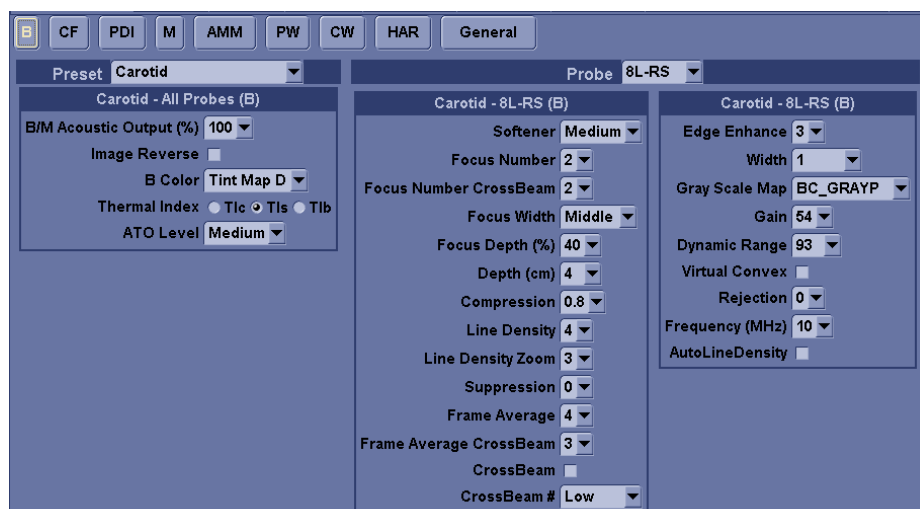 B CF PDI M AMM PW CW HAR General
Preset Carotid
Probe 8L-RS
Carotid - All Probes (B)
B/M Acoustic Output (%) 100
Image Reverse
B Color Tint Map D
Thermal Index TIc TIs TIb
ATO Level Medium
Carotid - 8L-RS (B)
Softener Medium
Focus Number 2
Focus Number CrossBeam 2
Focus Width Middle
Focus Depth (%) 40
Depth (cm) 4
Compression 0.8
Line Density 4
Line Density Zoom 3
Suppression 0
Frame Average 4
Frame Average CrossBeam 3
CrossBeam
CrossBeam # Low
Carotid - 8L-RS (B)
Edge Enhance 3
Width 1
Gray Scale Map BC_GRAYP
Gain 54
Dynamic Range 93
Virtual Convex
Rejection 0
Frequency (MHz) 10
AutoLineDensity